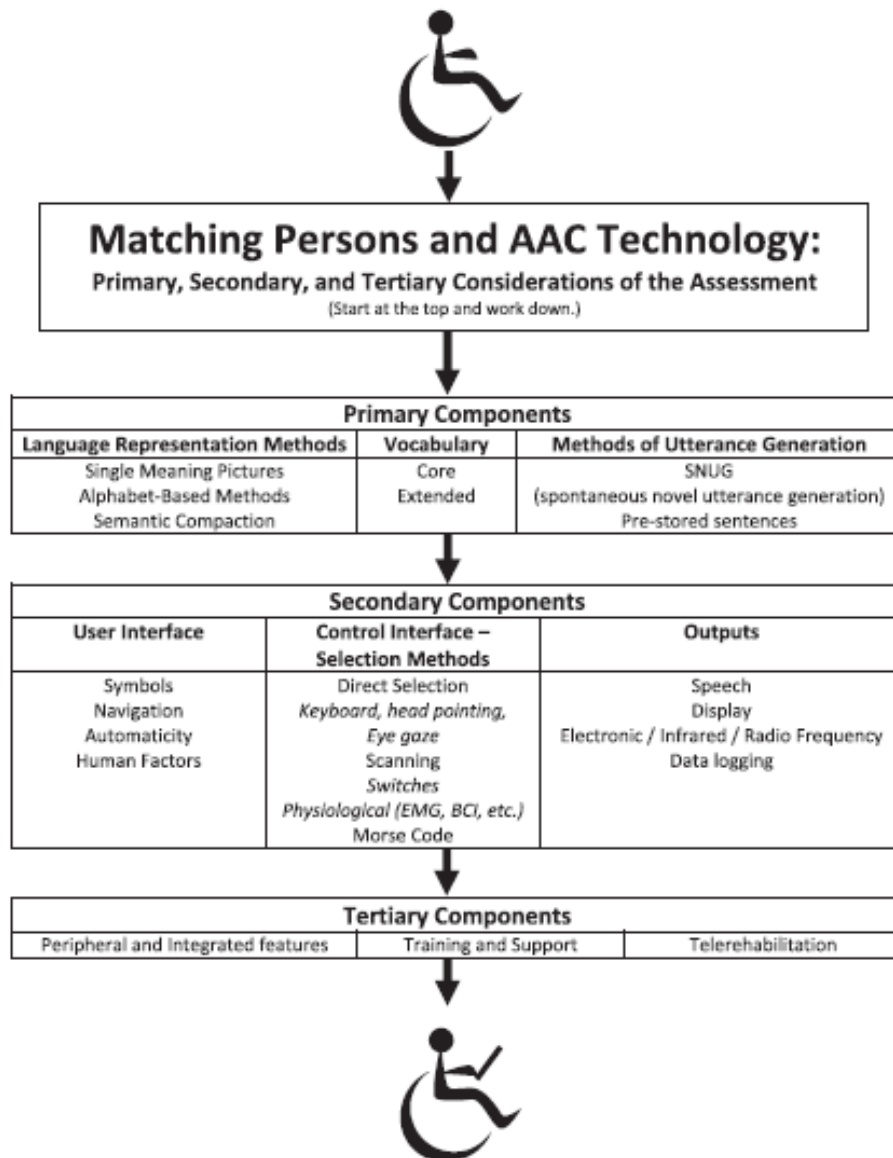 Matching Persons and AAC Technology:
Primary, Secondary, and Tertiary Considerations of the Assessment
(Start at the top and work down.)
Primary Components
Language Representation Methods
Single Meaning Pictures
Alphabet-Based Methods
Semantic Compaction
Vocabulary
Core
Extended
Methods of Utterance Generation
SNUG
(spontaneous novel utterance generation)
Pre-stored sentences
Secondary Components
User Interface
Symbols
Navigation
Automaticity
Human Factors
Control Interface –
Selection Methods
Direct Selection
Keyboard, head pointing,
Eye gaze
Scanning
Switches
Physiological (EMG, BCI, etc.)
Morse Code
Outputs
Speech
Display
Electronic / Infrared / Radio Frequency
Data logging
Tertiary Components
Peripheral and Integrated features
Training and Support
Telerehabilitation